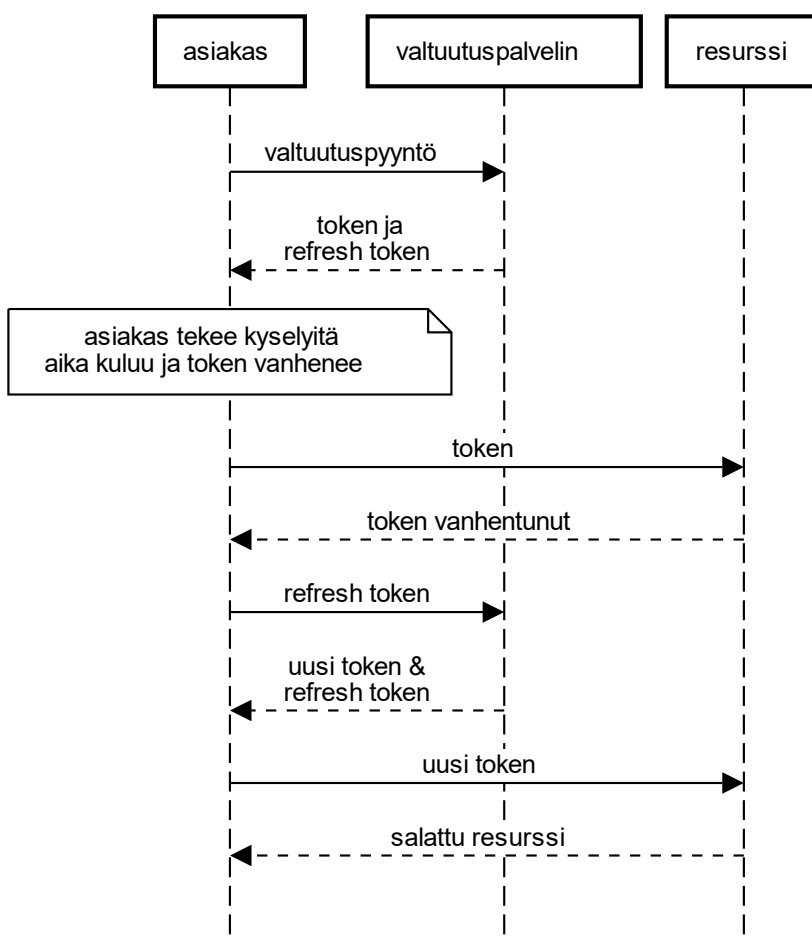 asiakas
valtuutuspalvelin
resurssi
valtuutuspyyntö
token ja
refresh token
asiakas tekee kyselyitä
aika kuluu ja token vanhenee
token
token vanhentunut
refresh token
uusi token &
refresh token
uusi token
salattu resurssi